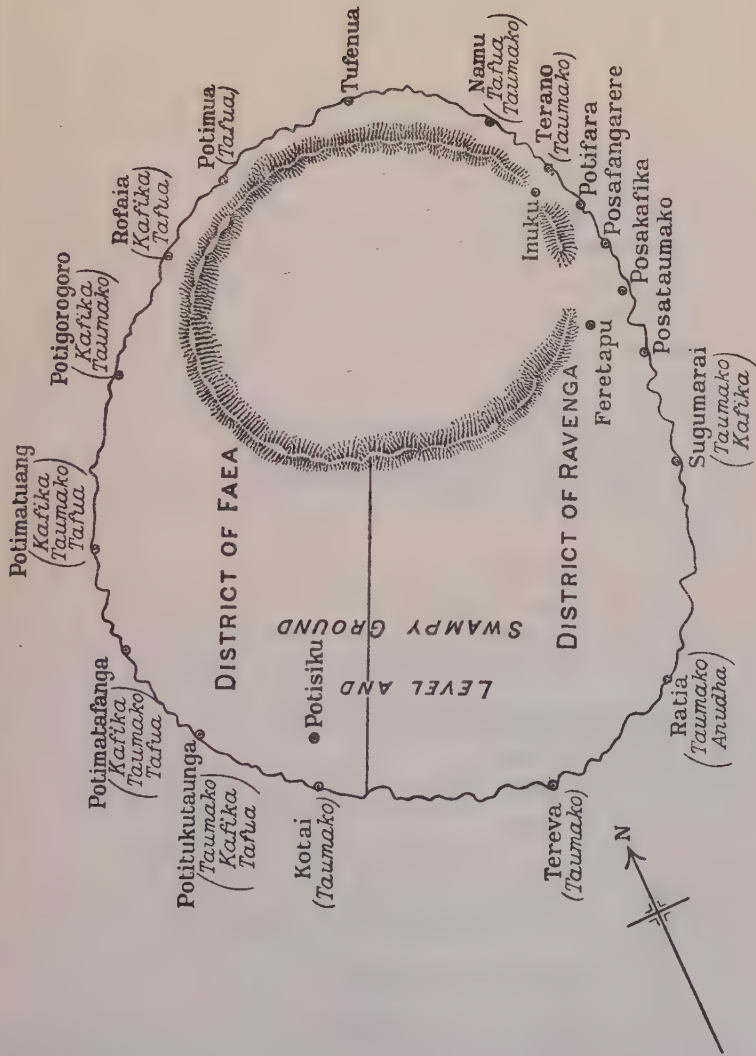 Potimatuang
(Kafika
Taumako
Tafua)
Potigorogoro
(Kafika
Taumako)
Rofaia
(Kafika
Tafua)
Potimua
(Tafua)
Tufenua
Namu
(Tafua
Taumako)
Terano
(Taumako)
Potifara
Posafangarere
Posakafika
Posataumako
Sugumarai
(Taumako
Kafika)
Ratia
(Taumako
Anudha)
Tereva
(Taumako)
Kotai
(Taumako)
Potitukutaunga
(Taumako
Kafika
Tafua)
Potimatafanga
(Kafika
Taumako
Tafua)
DISTRICT OF FAEA
Potisiku
LEVEL AND
SWAMPY GROUND
DISTRICT OF RAVENGA
Feretapu
Inuku
N